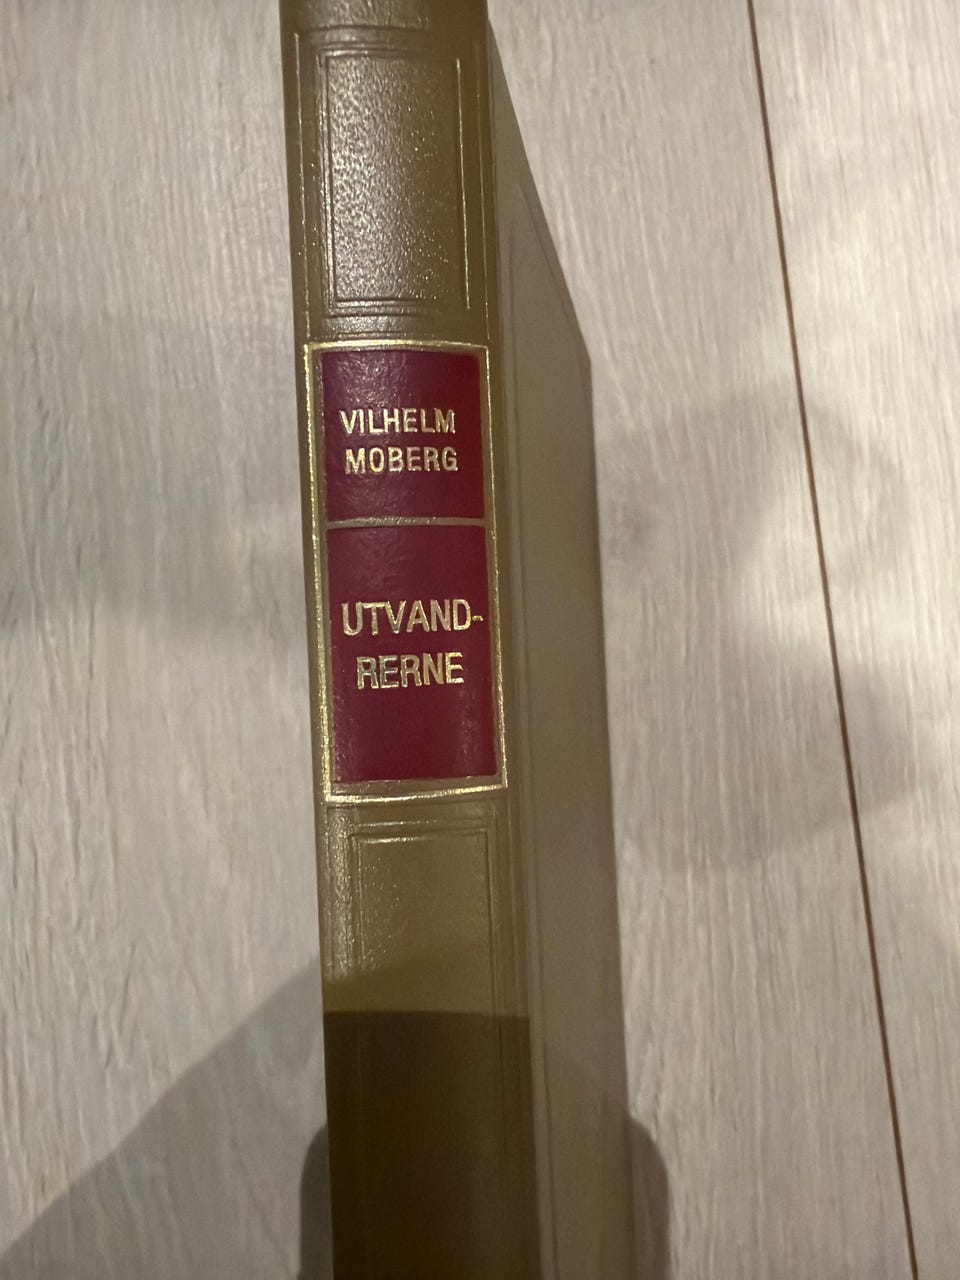 VILHELM
MOBERG
UTVAND-
RERNE